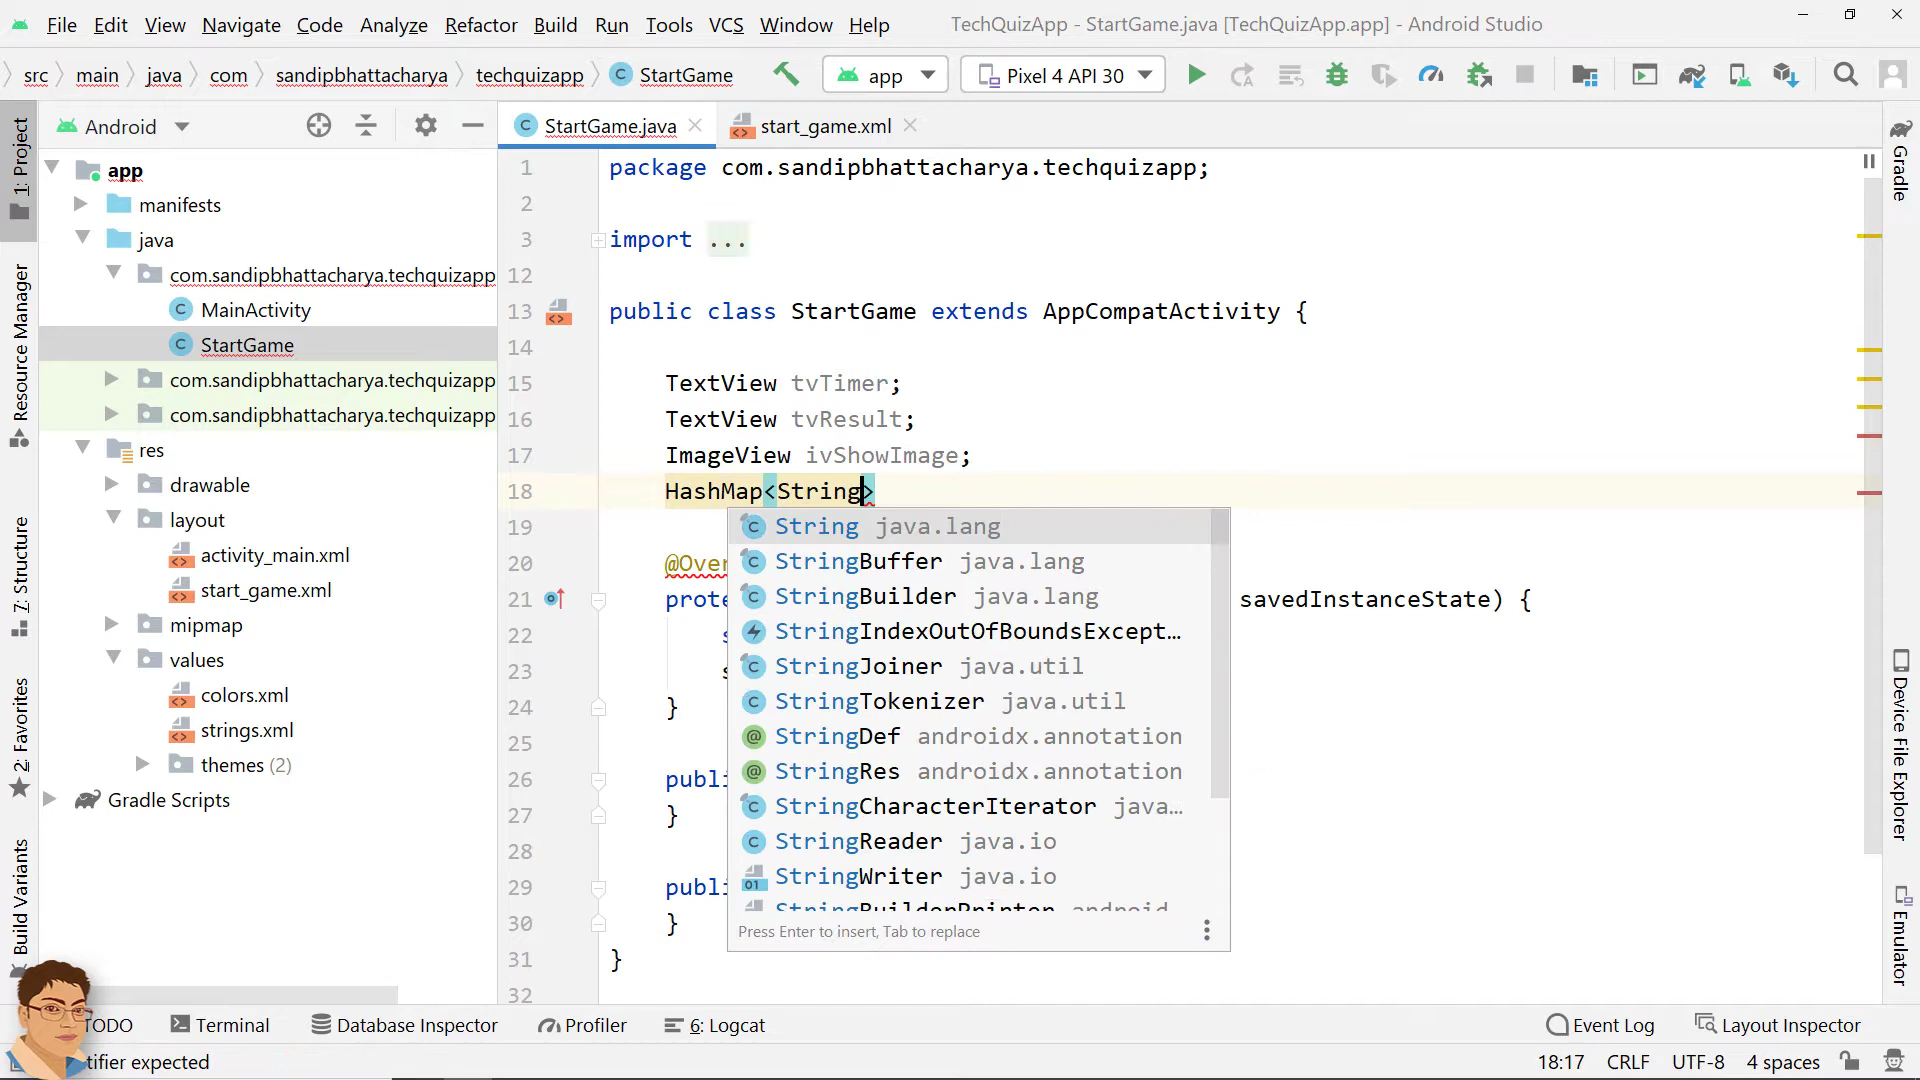 File Edit View Navigate Code Analyze Refactor Build Run Tools VCS Window Help TechQuizApp - StartGame.java [TechQuizApp.app] - Android Studio
src main java com sandipbhattacharya techquizapp StartGame app Pixel 4 API 30
Android
StartGame.java start_game.xml
1: Project
Resource Manager
7: Structure
2: Favorites
Build Variants
app
manifests
java
com.sandipbhattacharya.techquizapp
MainActivity
StartGame
com.sandipbhattacharya.techquizapp
com.sandipbhattacharya.techquizapp
res
drawable
layout
activity_main.xml
start_game.xml
mipmap
values
colors.xml
strings.xml
themes (2)
Gradle Scripts
1 package com.sandipbhattacharya.techquizapp;
2
3 import ...
12
13 public class StartGame extends AppCompatActivity {
14
15 TextView tvTimer;
16 TextView tvResult;
17 ImageView ivShowImage;
18 HashMap<String>
19
20 @Over
21 prote savedInstanceState) {
22 s
23 s
24 }
25
26 publi
27 }
28
29 publi
30 }
31 }
32
String java.lang
StringBuffer java.lang
StringBuilder java.lang
StringIndexOutOfBoundsExcept…
StringJoiner java.util
StringTokenizer java.util
StringDef androidx.annotation
StringRes androidx.annotation
StringCharacterIterator java…
StringReader java.io
StringWriter java.io
StringBuilderPrinter android
Press Enter to insert, Tab to replace
Gradle
Device File Explorer
Emulator
TODO Terminal Database Inspector Profiler 6: Logcat Event Log Layout Inspector
tifier expected 18:17 CRLF UTF-8 4 spaces